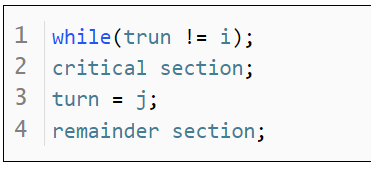 1 while(trun != i);
2 critical section;
3 turn = j;
4 remainder section;